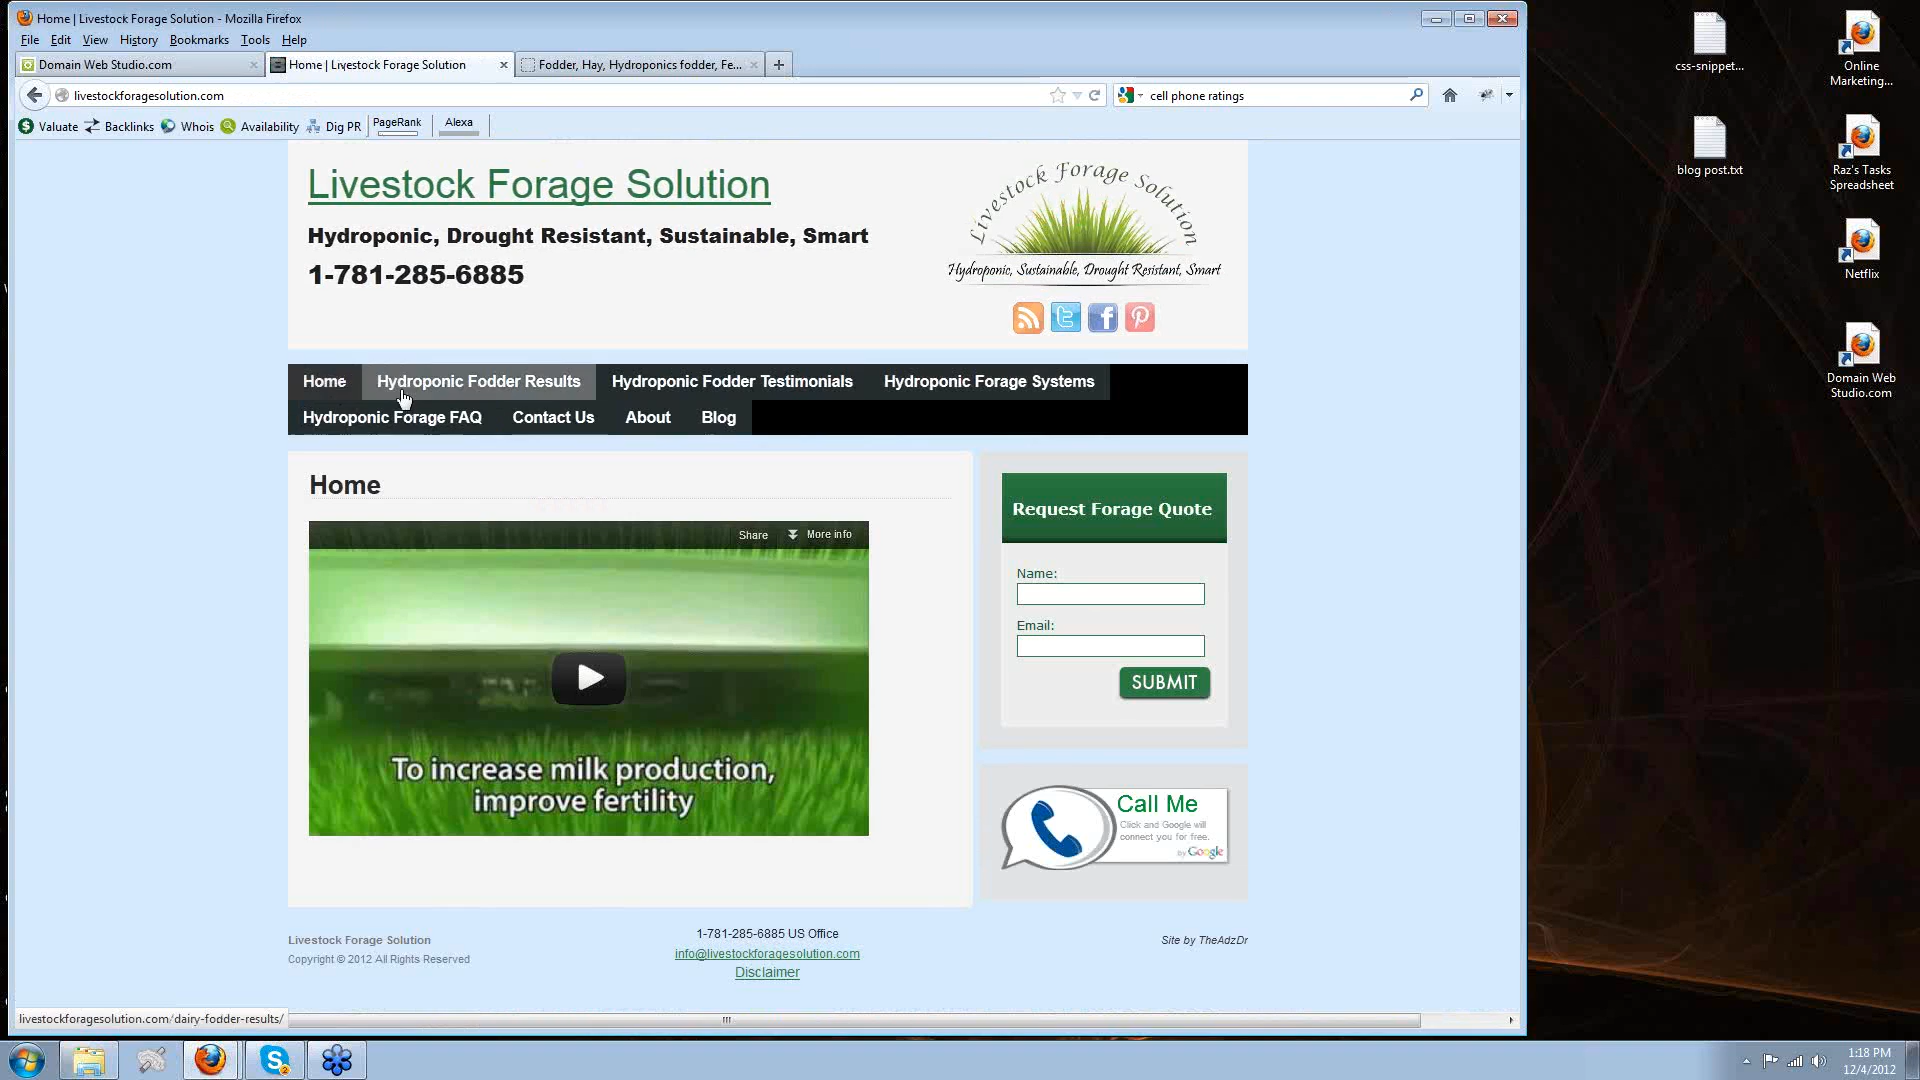 Home | Livestock Forage Solution - Mozilla Firefox
File Edit View History Bookmarks Tools Help
Domain Web Studio.com
Home | Livestock Forage Solution
Fodder, Hay, Hydroponics fodder, Fe...
livestockforagesolution.com
cell phone ratings
Valuate Backlinks Whois Availability Dig PR PageRank Alexa
Livestock Forage Solution
Hydroponic, Drought Resistant, Sustainable, Smart
1-781-285-6885
Livestock Forage Solution
Hydroponic, Sustainable, Drought Resistant, Smart
Home Hydroponic Fodder Results Hydroponic Fodder Testimonials Hydroponic Forage Systems
Hydroponic Forage FAQ Contact Us About Blog
Home
Share More info
To increase milk production,
improve fertility
Request Forage Quote
Name:
Email:
SUBMIT
Call Me
Click and Google will
connect you for free.
by Google
Livestock Forage Solution
Copyright © 2012 All Rights Reserved
1-781-285-6885 US Office
info@livestockforagesolution.com
Disclaimer
Site by TheAdzDr
livestockforagesolution.com/dairy-fodder-results/
css-snippet...
blog post.txt
Online
Marketing...
Raz's Tasks
Spreadsheet
Netflix
Domain Web
Studio.com
2
1:18 PM
12/4/2012